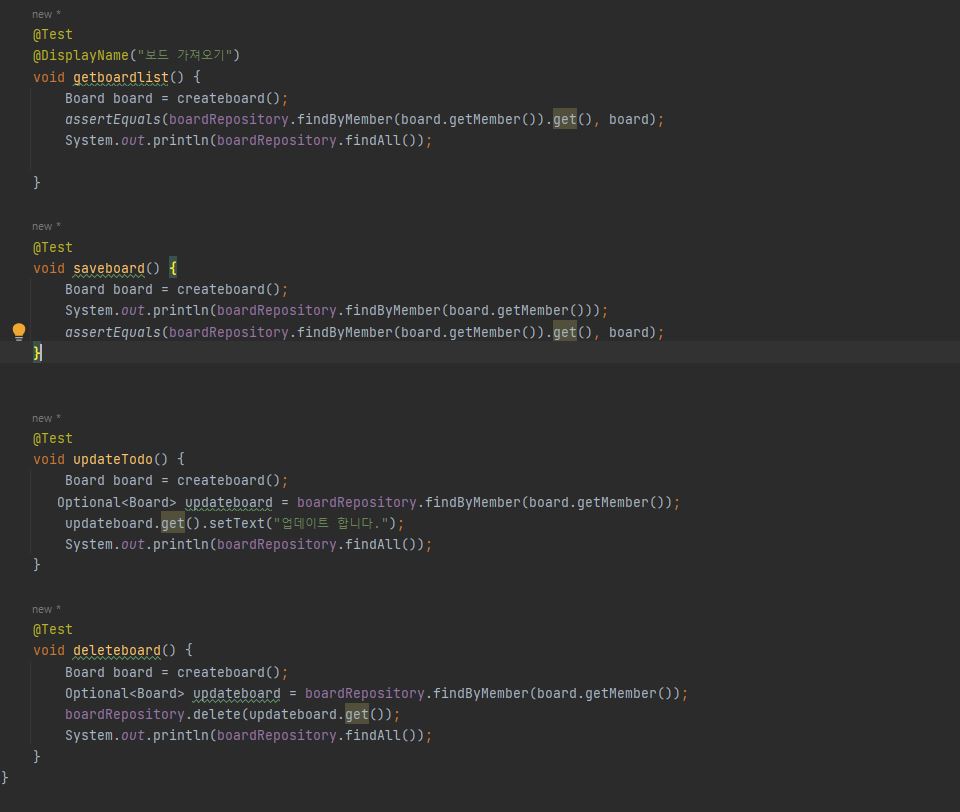 new *
@Test
@DisplayName("보드 가져오기")
void getboardlist() {
Board board = createboard();
assertEquals(boardRepository.findByMember(board.getMember()).get(), board);
System.out.println(boardRepository.findAll());
}
new *
@Test
void saveboard() {
Board board = createboard();
System.out.println(boardRepository.findByMember(board.getMember()));
assertEquals(boardRepository.findByMember(board.getMember()).get(), board);
}
new *
@Test
void updateTodo() {
Board board = createboard();
Optional<Board> updateboard = boardRepository.findByMember(board.getMember());
updateboard.get().setText("업데이트 합니다.");
System.out.println(boardRepository.findAll());
}
new *
@Test
void deleteboard() {
Board board = createboard();
Optional<Board> updateboard = boardRepository.findByMember(board.getMember());
boardRepository.delete(updateboard.get());
System.out.println(boardRepository.findAll());
}
}